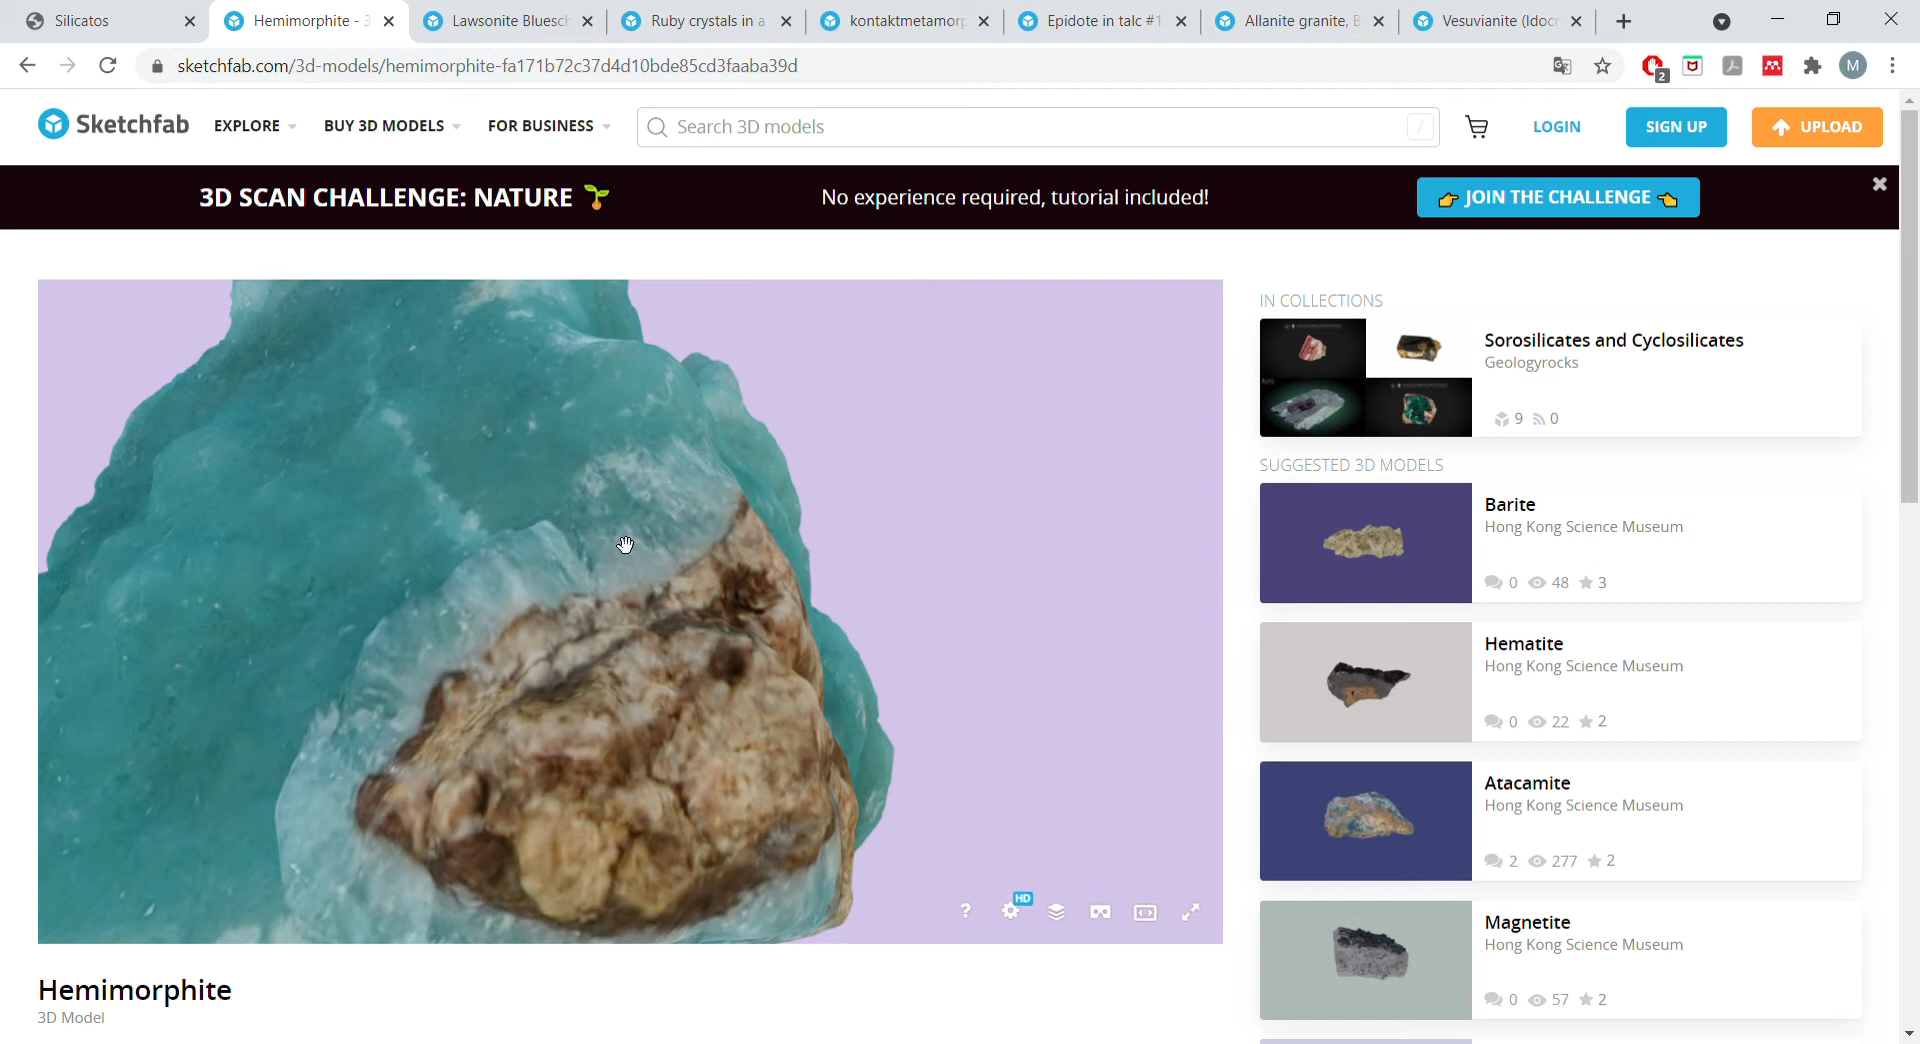 Silicatos
Hemimorphite - 3
Lawsonite Bluesch
Ruby crystals in a
kontaktmetamorp
Epidote in talc #1
Allanite granite, B
Vesuvianite (Idocr
sketchfab.com/3d-models/hemimorphite-fa171b72c37d4d10bde85cd3faaba39d
2
M
Sketchfab
EXPLORE
BUY 3D MODELS
FOR BUSINESS
Search 3D models
/
LOGIN
SIGN UP
UPLOAD
3D SCAN CHALLENGE: NATURE
No experience required, tutorial included!
JOIN THE CHALLENGE
IN COLLECTIONS
Sorosilicates and Cyclosilicates
Geologyrocks
9 0
SUGGESTED 3D MODELS
Barite
Hong Kong Science Museum
0 48 3
Hematite
Hong Kong Science Museum
0 22 2
Atacamite
Hong Kong Science Museum
2 277 2
Magnetite
Hong Kong Science Museum
0 57 2
? HD
Hemimorphite
3D Model